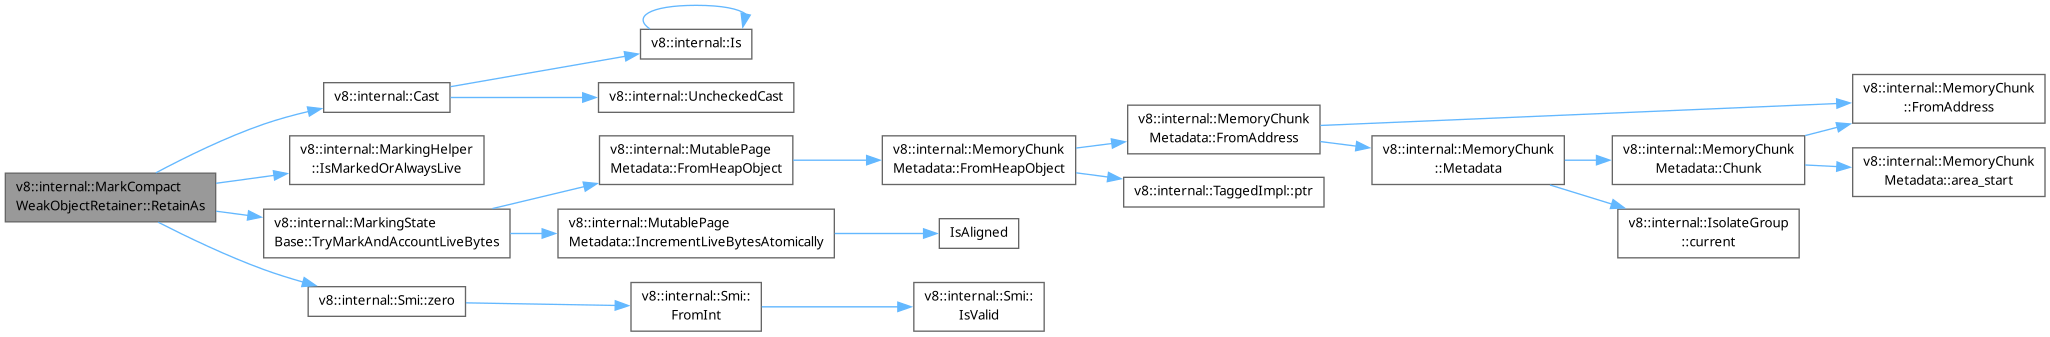 v8::internal::Is
v8::internal::Cast
v8::internal::UncheckedCast
v8::internal::MemoryChunk
::FromAddress
v8::internal::MemoryChunk
Metadata::FromAddress
v8::internal::MarkingHelper
::IsMarkedOrAlwaysLive
v8::internal::MutablePage
Metadata::FromHeapObject
v8::internal::MemoryChunk
Metadata::FromHeapObject
v8::internal::MemoryChunk
::Metadata
v8::internal::MemoryChunk
Metadata::Chunk
v8::internal::MemoryChunk
Metadata::area_start
v8::internal::MarkCompact
WeakObjectRetainer::RetainAs
v8::internal::TaggedImpl::ptr
v8::internal::MarkingState
Base::TryMarkAndAccountLiveBytes
v8::internal::MutablePage
Metadata::IncrementLiveBytesAtomically
IsAligned
v8::internal::IsolateGroup
::current
v8::internal::Smi::zero
v8::internal::Smi::
FromInt
v8::internal::Smi::
IsValid